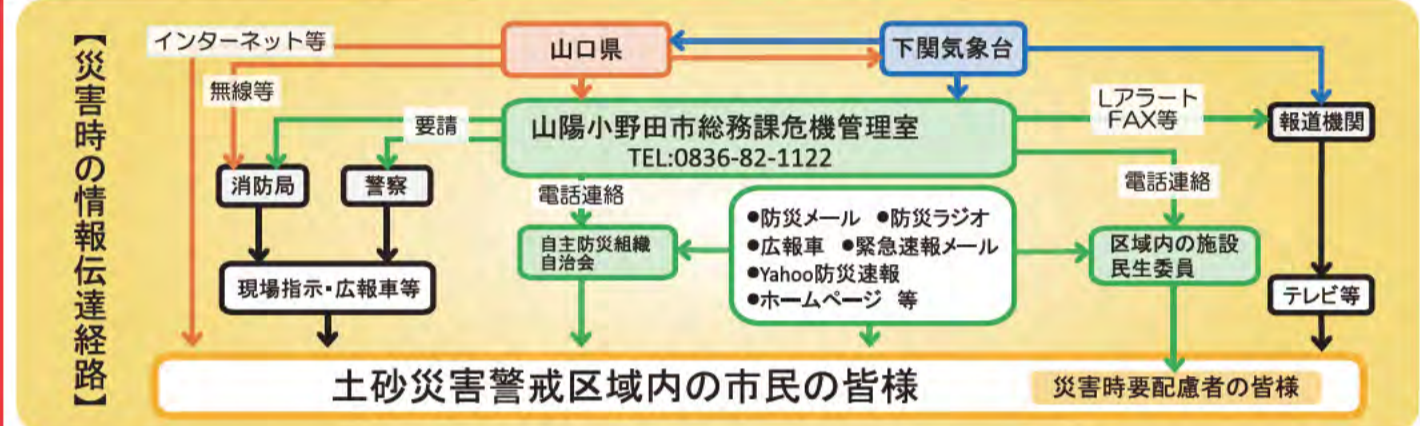 【災害時の情報伝達経路】
インターネット等
山口県
下関気象台
無線等
要請
山陽小野田市総務課危機管理室
TEL:0836-82-1122
Lアラート
FAX等
報道機関
消防局
警察
電話連絡
電話連絡
自主防災組織
自治会
●防災メール ●防災ラジオ
●広報車 ●緊急速報メール
●Yahoo防災速報
●ホームページ 等
区域内の施設
民生委員
現場指示・広報車等
テレビ等
土砂災害警戒区域内の市民の皆様
災害時要配慮者の皆様